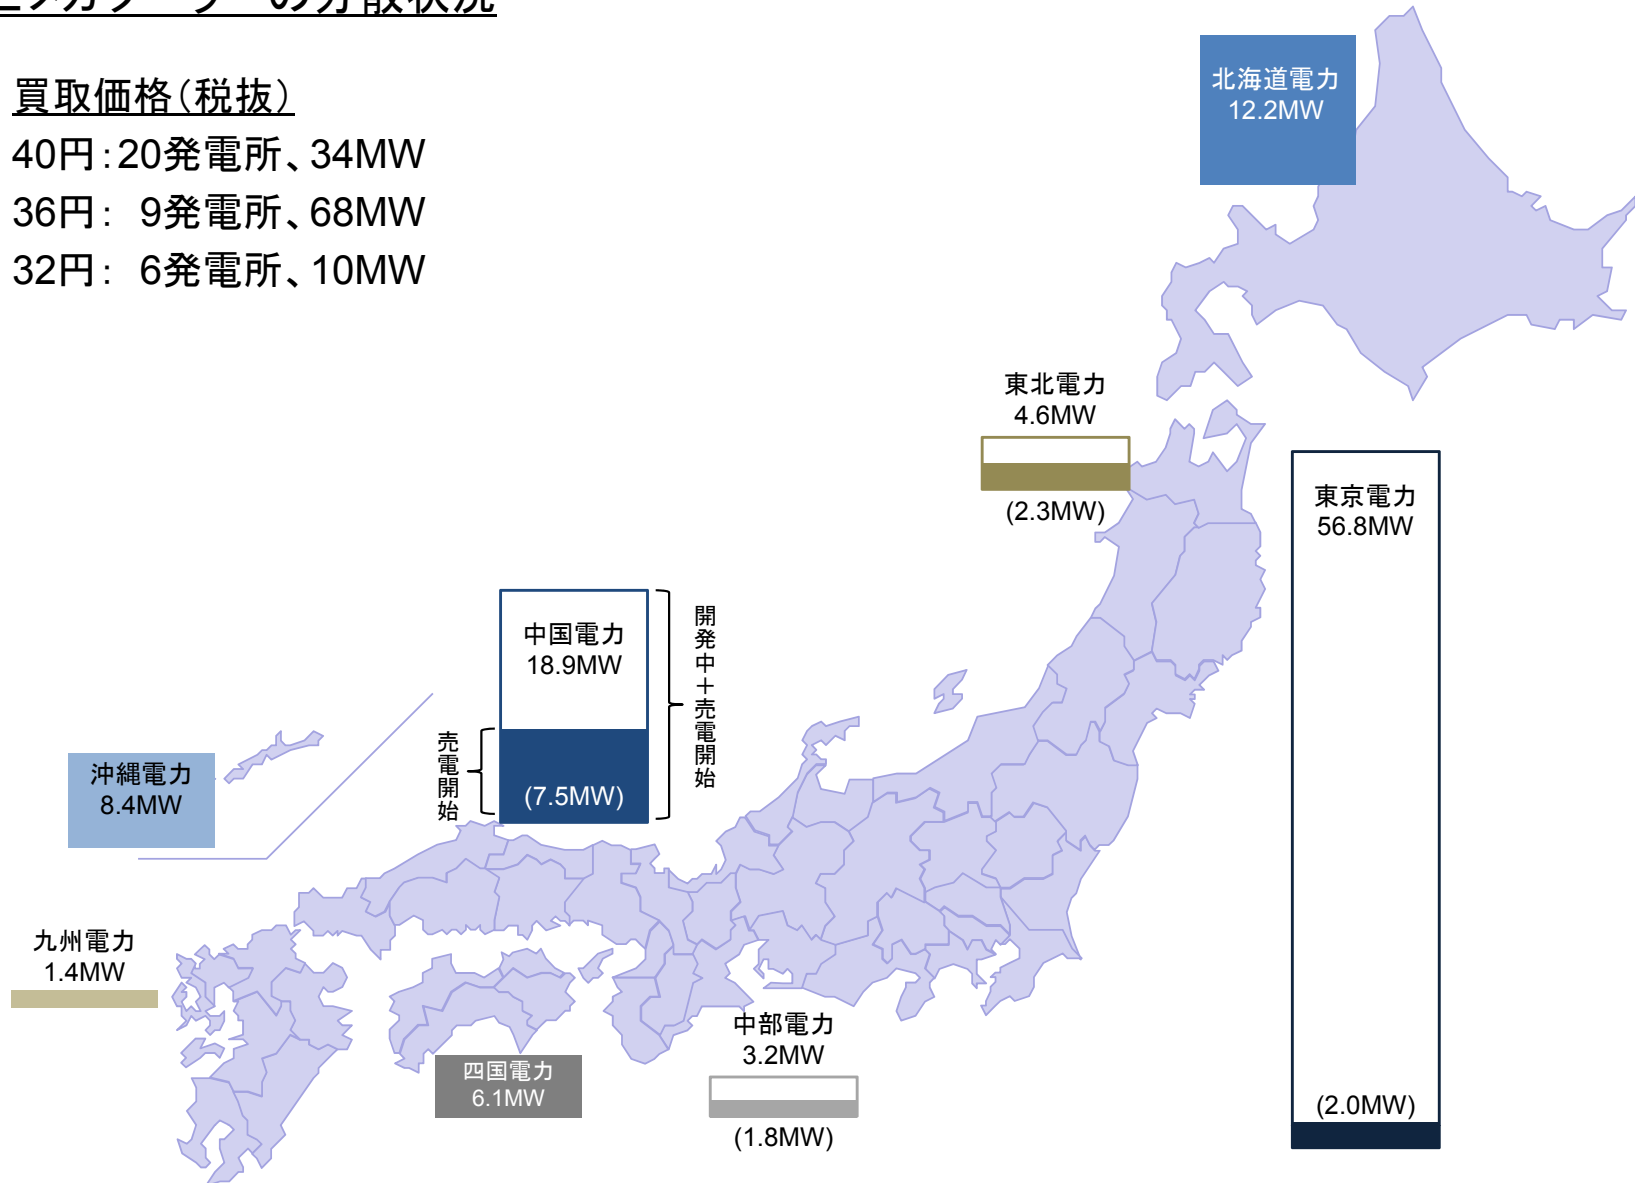 の分散状況
買取価格（税抜）
40円：20発電所、34MW
36円： 9発電所、68MW
32円： 6発電所、10MW
北海道電力
12.2MW
東北電力
4.6MW
(2.3MW)
東京電力
56.8MW
(2.0MW)
中国電力
18.9MW
(7.5MW)
開発中＋売電開始
売電開始
沖縄電力
8.4MW
九州電力
1.4MW
四国電力
6.1MW
中部電力
3.2MW
(1.8MW)